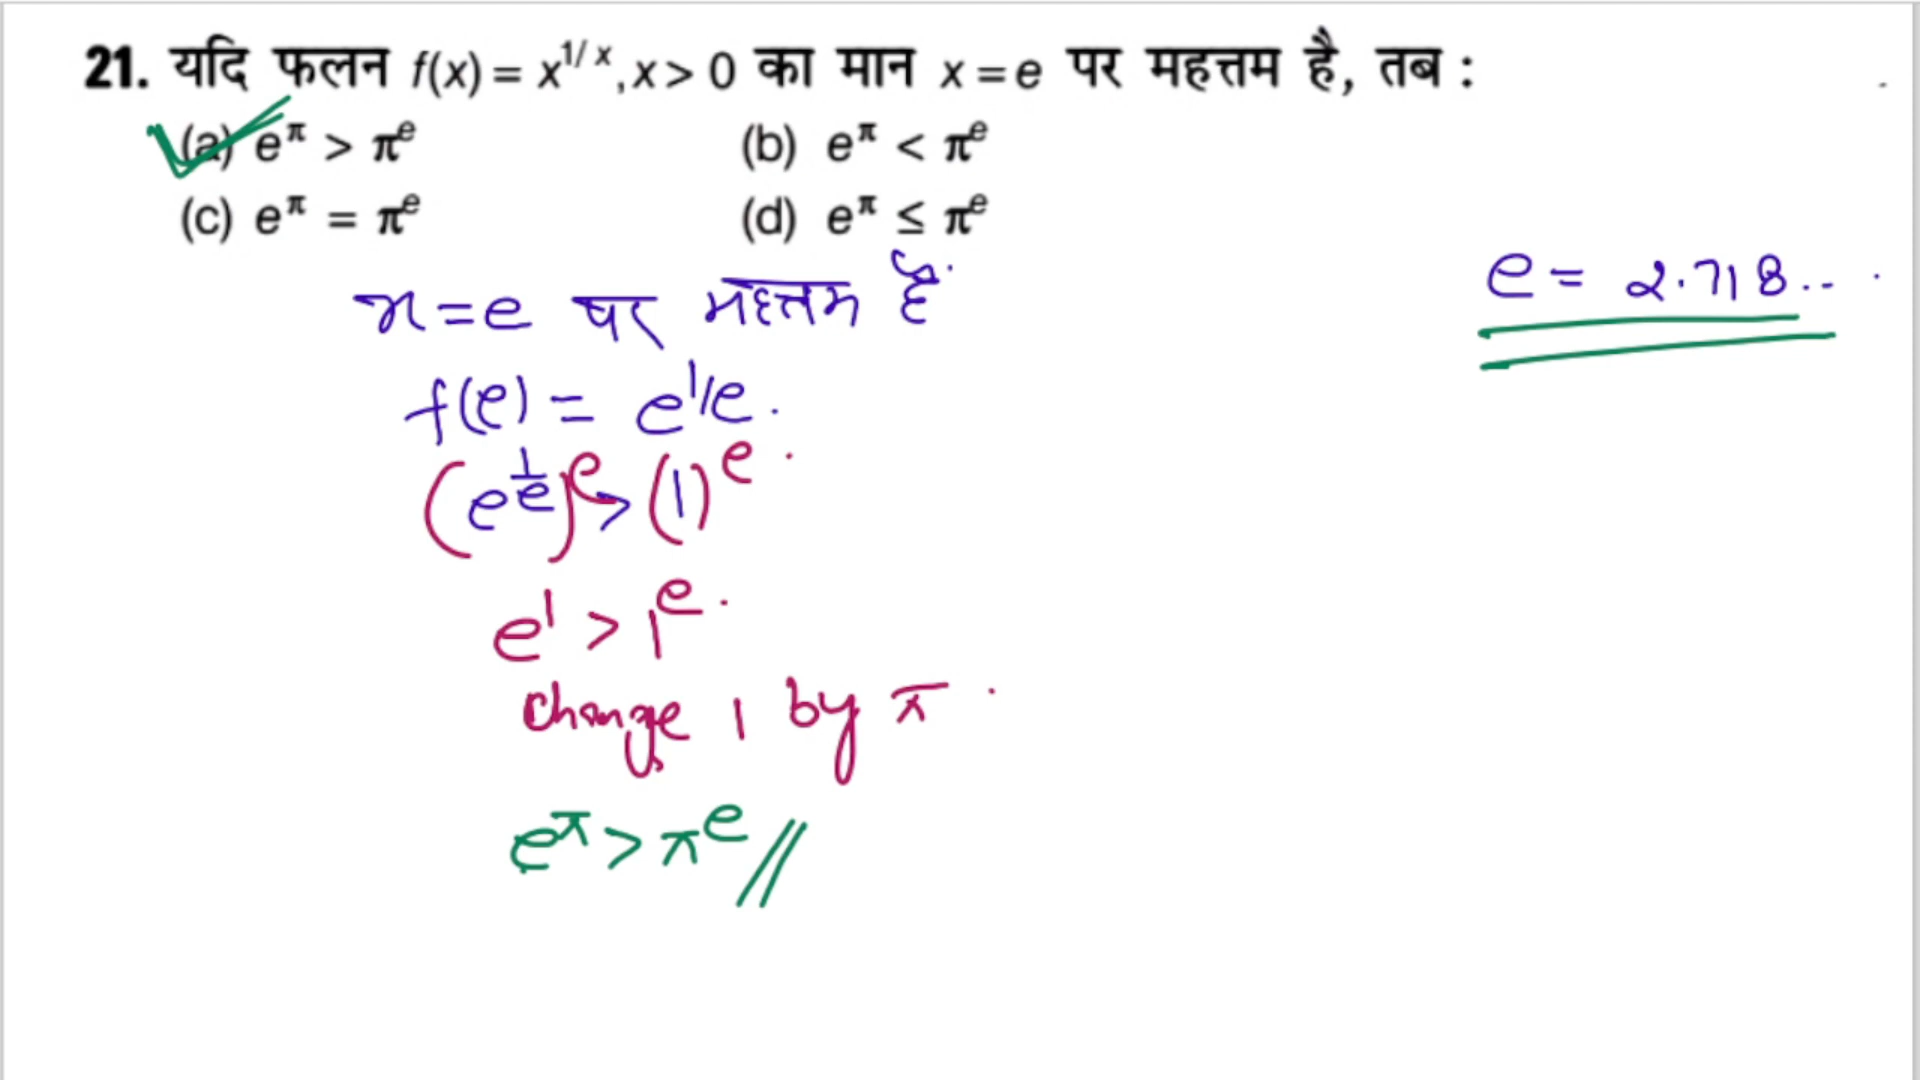 21. यदि फलन f(x) = x^{1/x}, x > 0 का मान x = e पर महत्तम है, तब :
(a) e^π > π^e (b) e^π < π^e
(c) e^π = π^e (d) e^π ≤ π^e
e = 2.718...
x = e पर महत्तम है
f(e) = e^{1/e}.
(e^{1/e})^e > (1)^e.
e^1 > 1^e.
change 1 by π.
e^π > π^e //